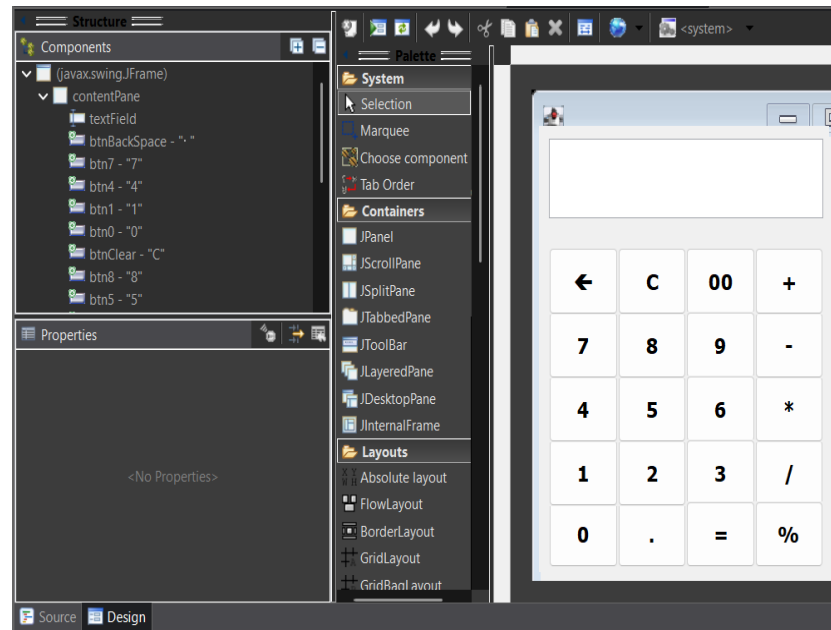 Structure
Components
(javax.swing.JFrame)
contentPane
textField
btnBackSpace - "· "
btn7 - "7"
btn4 - "4"
btn1 - "1"
btn0 - "0"
btnClear - "C"
btn8 - "8"
btn5 - "5"
Properties
<No Properties>
Source
Design
Palette
System
Selection
Marquee
Choose component
Tab Order
Containers
JPanel
JScrollPane
JSplitPane
JTabbedPane
JToolBar
JLayeredPane
JDesktopPane
JInternalFrame
Layouts
Absolute layout
FlowLayout
BorderLayout
GridLayout
GridBagLayout
<system>
← C 00 +
7 8 9 -
4 5 6 *
1 2 3 /
0 . = %